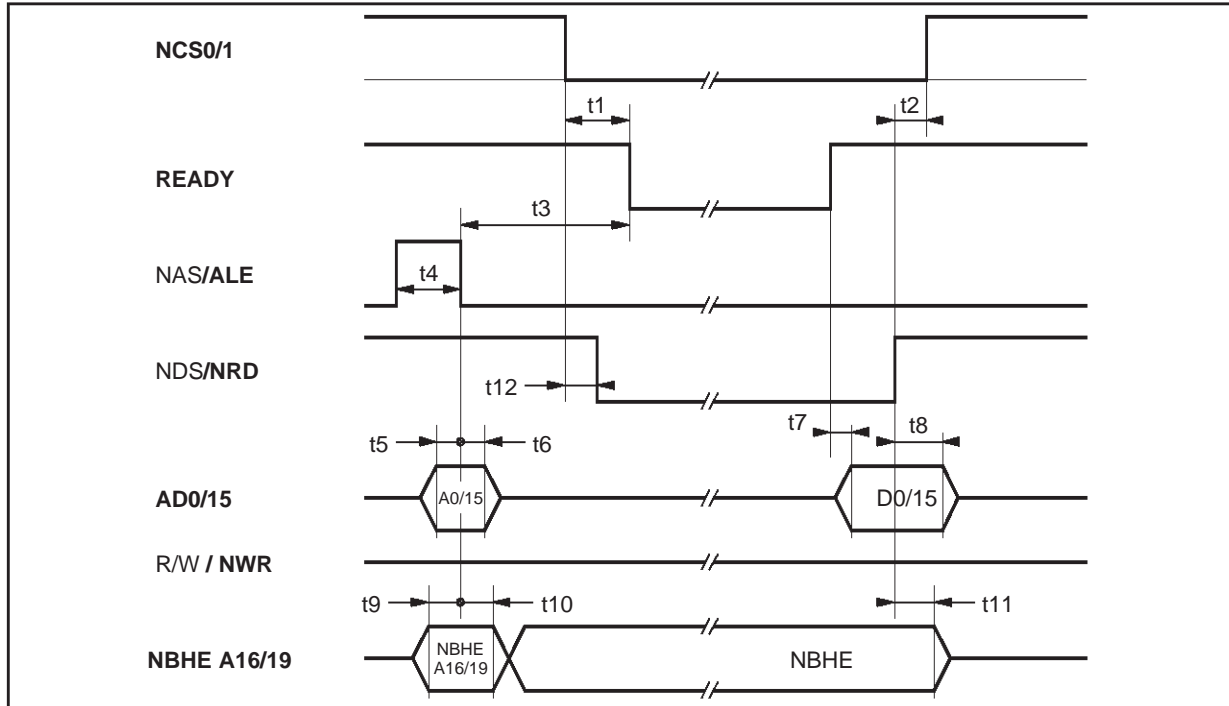 NCS0/1
t1
t2
READY
t3
NAS/ALE
t4
NDS/NRD
t12
t7
t8
t5
t6
AD0/15
A0/15
D0/15
R/W / NWR
t9
t10
t11
NBHE A16/19
NBHE
A16/19
NBHE